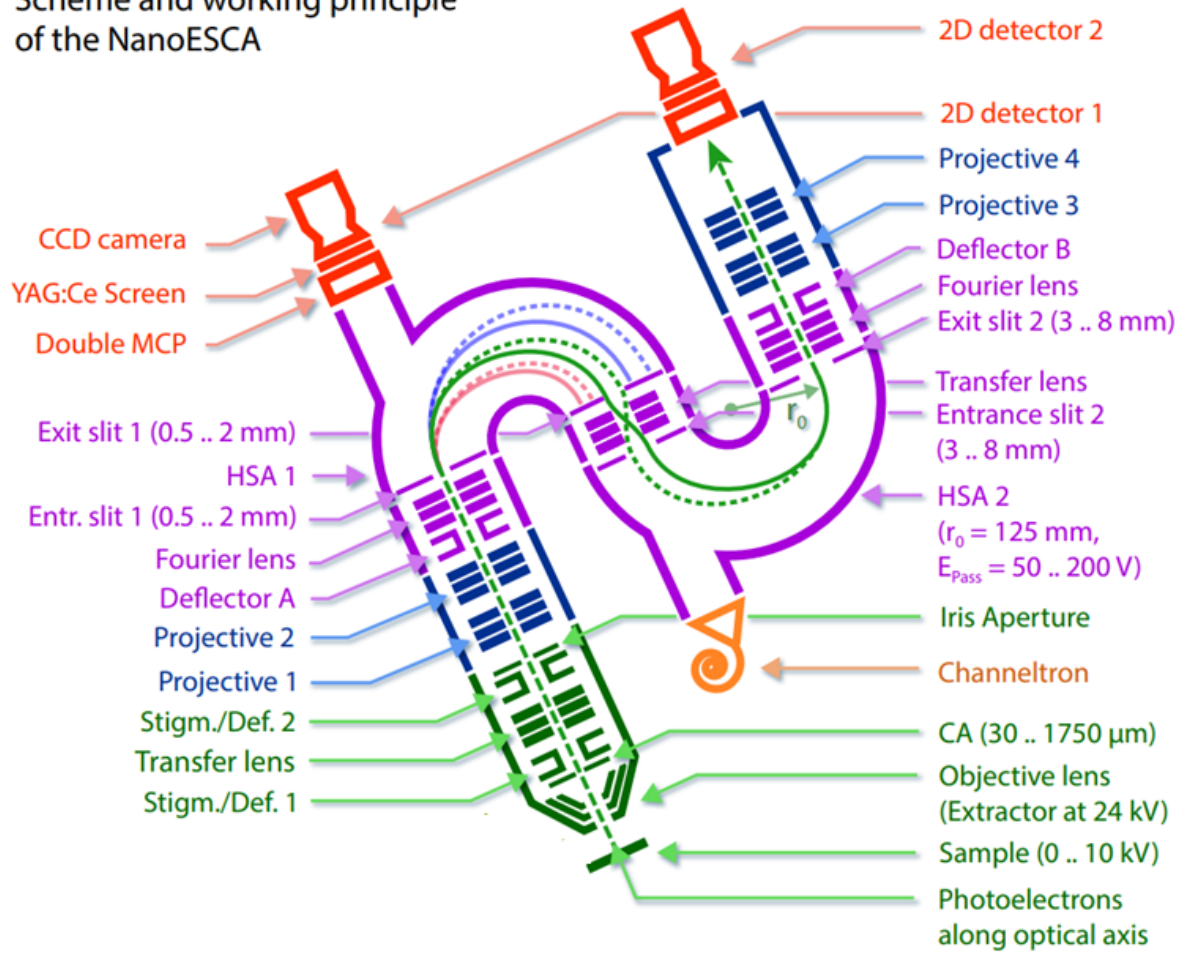 Scheme and working principle
of the NanoESCA
2D detector 2
2D detector 1
Projective 4
Projective 3
Deflector B
Fourier lens
Exit slit 2 (3 .. 8 mm)
Transfer lens
Entrance slit 2
(3 .. 8 mm)
HSA 2
(r₀ = 125 mm,
E_Pass = 50 .. 200 V)
Iris Aperture
Channeltron
CA (30 .. 1750 μm)
Objective lens
(Extractor at 24 kV)
Sample (0 .. 10 kV)
Photoelectrons
along optical axis
CCD camera
YAG:Ce Screen
Double MCP
Exit slit 1 (0.5 .. 2 mm)
HSA 1
Entr. slit 1 (0.5 .. 2 mm)
Fourier lens
Deflector A
Projective 2
Projective 1
Stigm./Def. 2
Transfer lens
Stigm./Def. 1
r₀